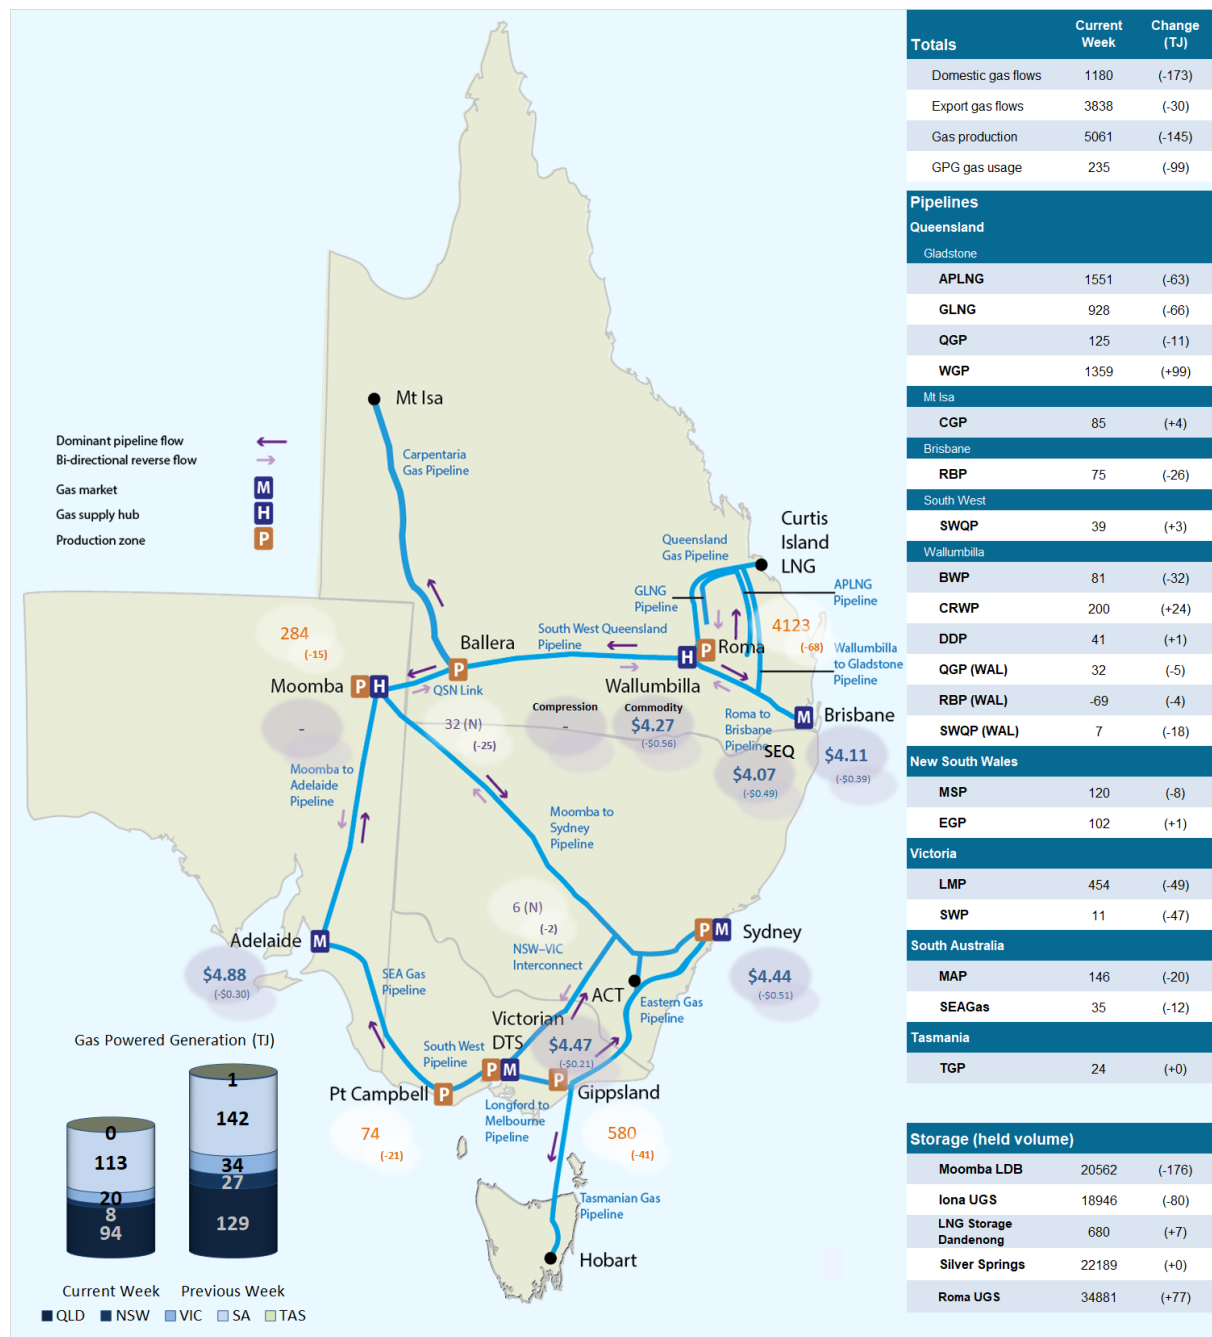 Totals Current Week Change (TJ)
Domestic gas flows 1180 (-173)
Export gas flows 3838 (-30)
Gas production 5061 (-145)
GPG gas usage 235 (-99)
Pipelines
Queensland
Gladstone
APLNG 1551 (-63)
GLNG 928 (-66)
QGP 125 (-11)
WGP 1359 (+99)
Mt Isa
CGP 85 (+4)
Brisbane
RBP 75 (-26)
South West
SWQP 39 (+3)
Wallumbilla
BWP 81 (-32)
CRWP 200 (+24)
DDP 41 (+1)
QGP (WAL) 32 (-5)
RBP (WAL) -69 (-4)
SWQP (WAL) 7 (-18)
New South Wales
MSP 120 (-8)
EGP 102 (+1)
Victoria
LMP 454 (-49)
SWP 11 (-47)
South Australia
MAP 146 (-20)
SEAGas 35 (-12)
Tasmania
TGP 24 (+0)
Storage (held volume)
Moomba LDB 20562 (-176)
Iona UGS 18946 (-80)
LNG Storage
Dandenong 680 (+7)
Silver Springs 22189 (+0)
Roma UGS 34881 (+77)
Mt Isa
Carpentaria
Gas Pipeline
Dominant pipeline flow
Bi-directional reverse flow
Gas market M
Gas supply hub H
Production zone P
Curtis
Island
LNG
Queensland
Gas Pipeline
GLNG
Pipeline
APLNG
Pipeline
4123
(-68)
Wallumbilla
to Gladstone
Pipeline
H P Roma
Wallumbilla
South West Queensland
Pipeline
Ballera
P
QSN Link
284
(-15)
Moomba P H
-
32 (N)
(-25)
Compression
-
Commodity
$4.27
(-$0.56)
Roma to
Brisbane
Pipeline
M Brisbane
SEQ
$4.07
(-$0.49)
$4.11
(-$0.39)
Moomba to
Adelaide
Pipeline
Moomba to
Sydney
Pipeline
6 (N)
(-2)
NSW-VIC
Interconnect
P M Sydney
$4.44
(-$0.51)
ACT
Eastern Gas
Pipeline
Adelaide M
$4.88
(-$0.30)
SEA Gas
Pipeline
Victorian
DTS
$4.47
(-$0.21)
South West
Pipeline
P M
P
Gippsland
Pt Campbell P
Longford to
Melbourne
Pipeline
74
(-21)
580
(-41)
Tasmanian Gas
Pipeline
Hobart
Gas Powered Generation (TJ)
0
113
20
8
94
1
142
34
27
129
Current Week Previous Week
QLD NSW VIC SA TAS